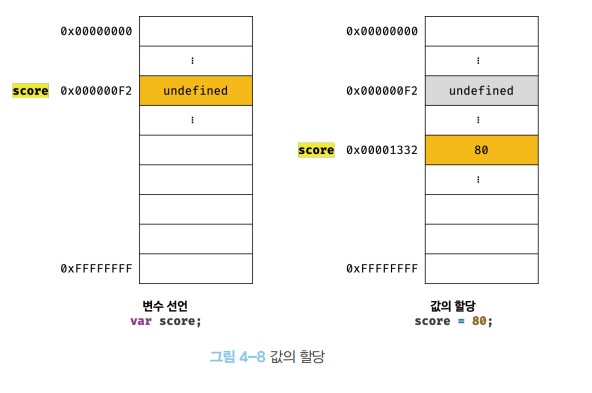 0x00000000
⋮
score 0x000000F2 undefined
⋮
0xFFFFFFFF
변수 선언
var score;
0x00000000
⋮
0x000000F2 undefined
⋮
score 0x00001332 80
⋮
0xFFFFFFFF
값의 할당
score = 80;
그림 4-8 값의 할당